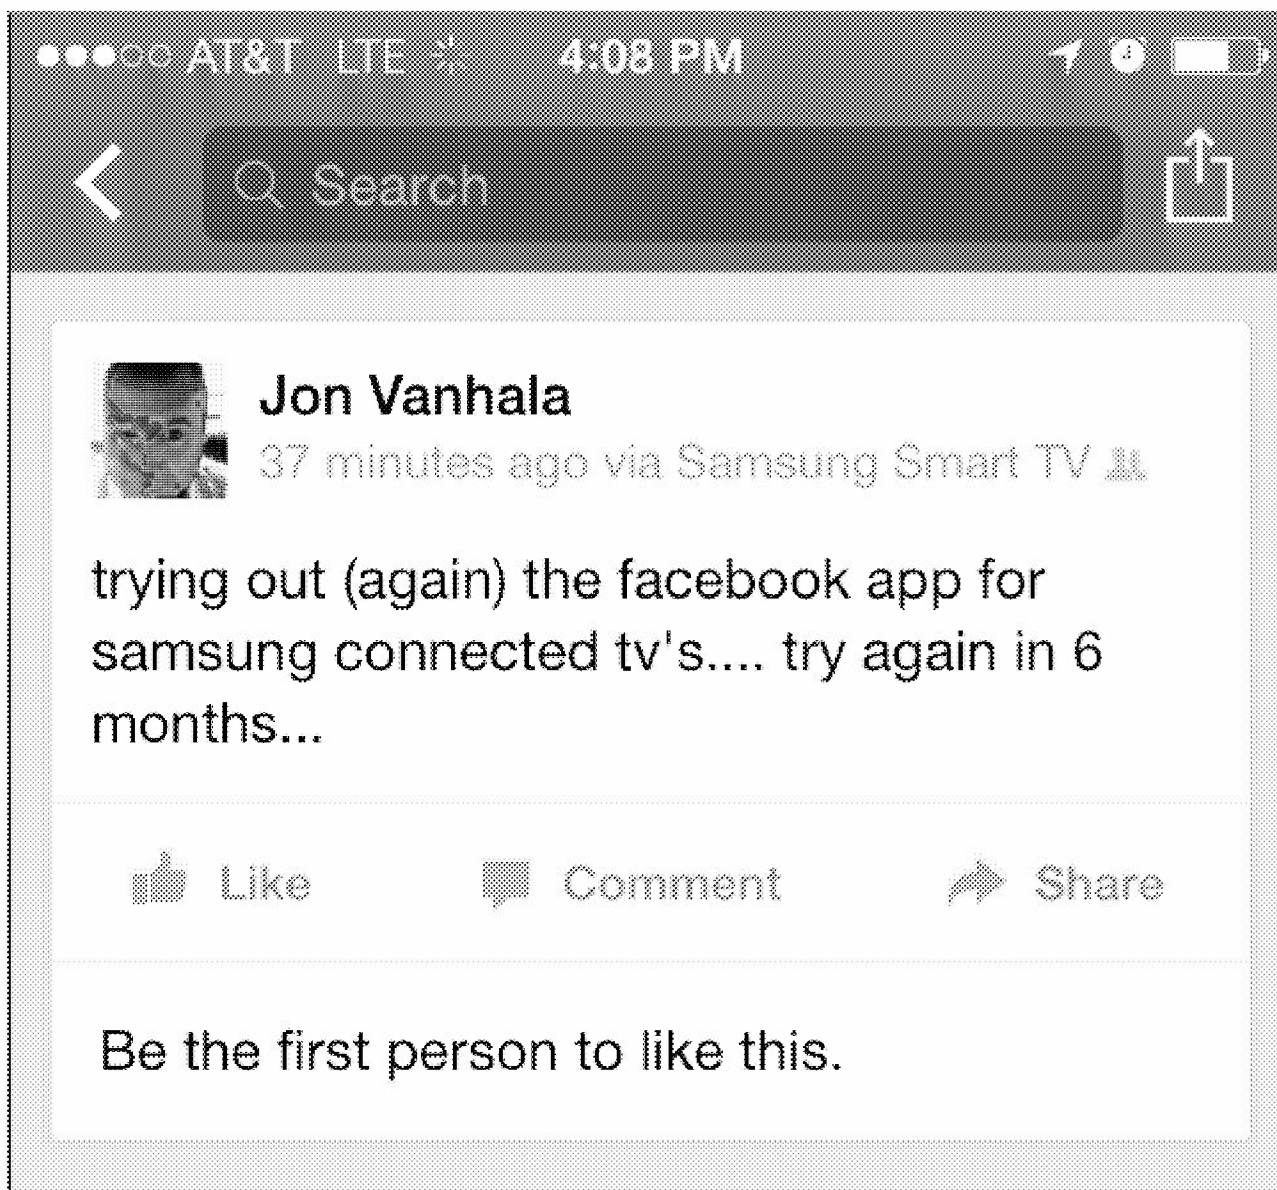 AT&T LTE 4:08 PM
Search
Jon Vanhala
37 minutes ago via Samsung Smart TV
trying out (again) the facebook app for
samsung connected tv's.... try again in 6
months...
Like Comment Share
Be the first person to like this.